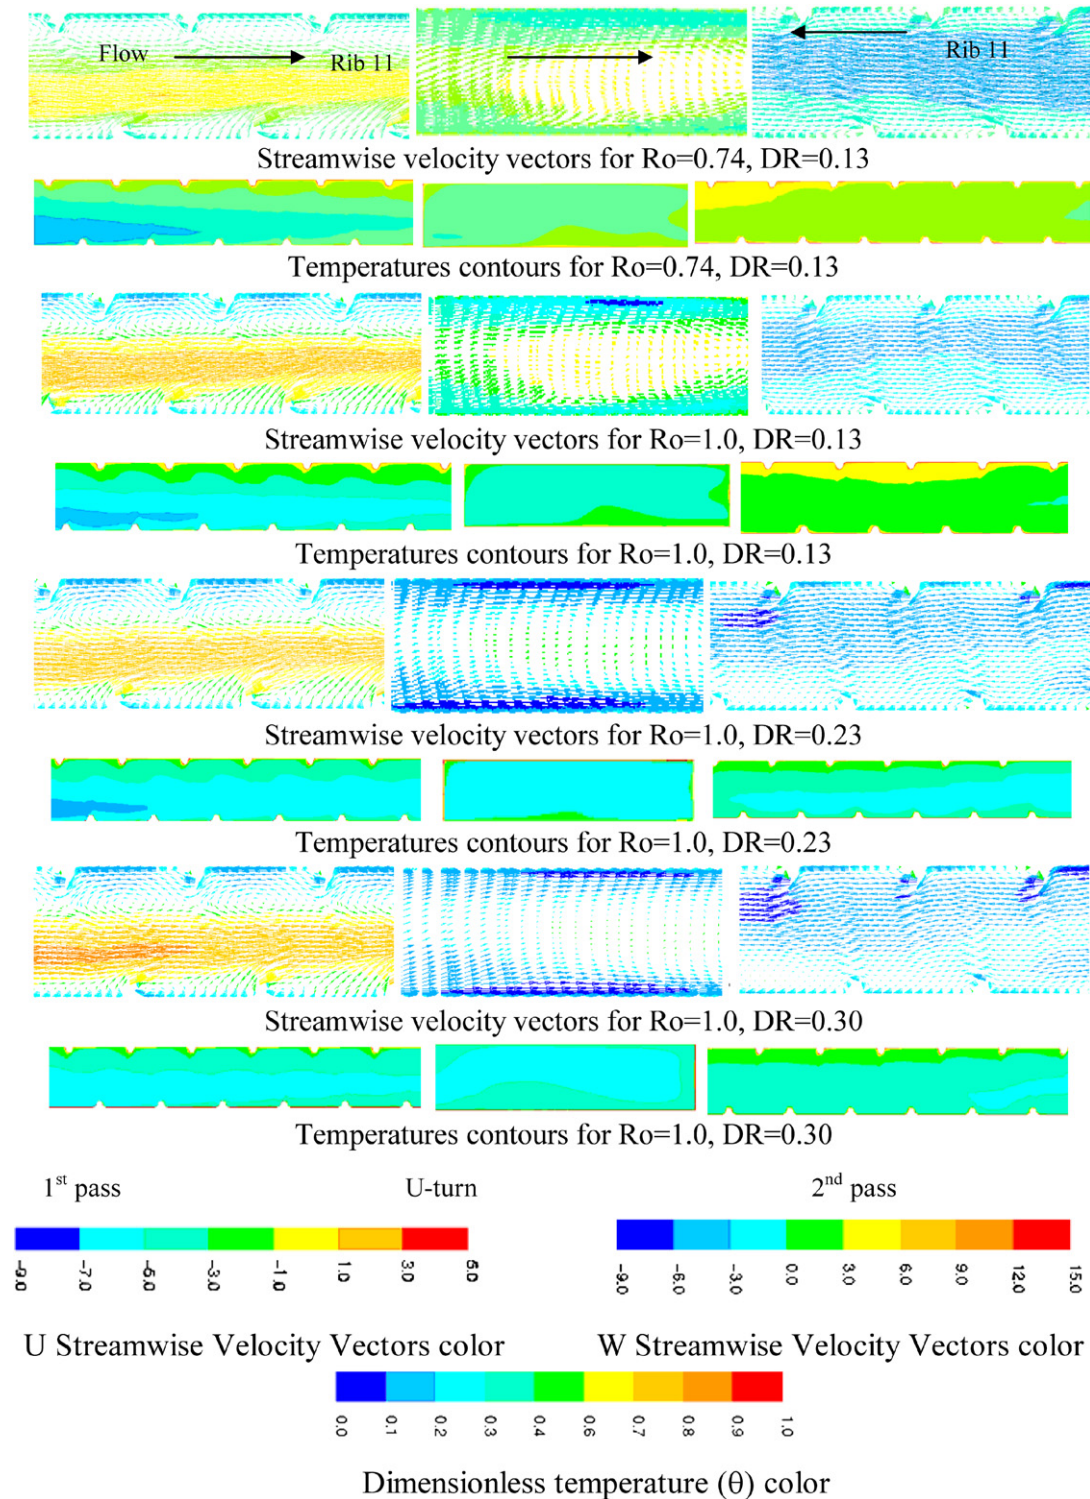 Flow
Rib 11
Rib 11
Streamwise velocity vectors for Ro=0.74, DR=0.13
Temperatures contours for Ro=0.74, DR=0.13
Streamwise velocity vectors for Ro=1.0, DR=0.13
Temperatures contours for Ro=1.0, DR=0.13
Streamwise velocity vectors for Ro=1.0, DR=0.23
Temperatures contours for Ro=1.0, DR=0.23
Streamwise velocity vectors for Ro=1.0, DR=0.30
Temperatures contours for Ro=1.0, DR=0.30
1st pass U-turn 2nd pass
-9.0 -7.0 -5.0 -3.0 -1.0 1.0 3.0 5.0
-9.0 -6.0 -3.0 0.0 3.0 6.0 9.0 12.0 15.0
U Streamwise Velocity Vectors color W Streamwise Velocity Vectors color
0.0 0.1 0.2 0.3 0.4 0.6 0.7 0.8 0.9 1.0
Dimensionless temperature (θ) color